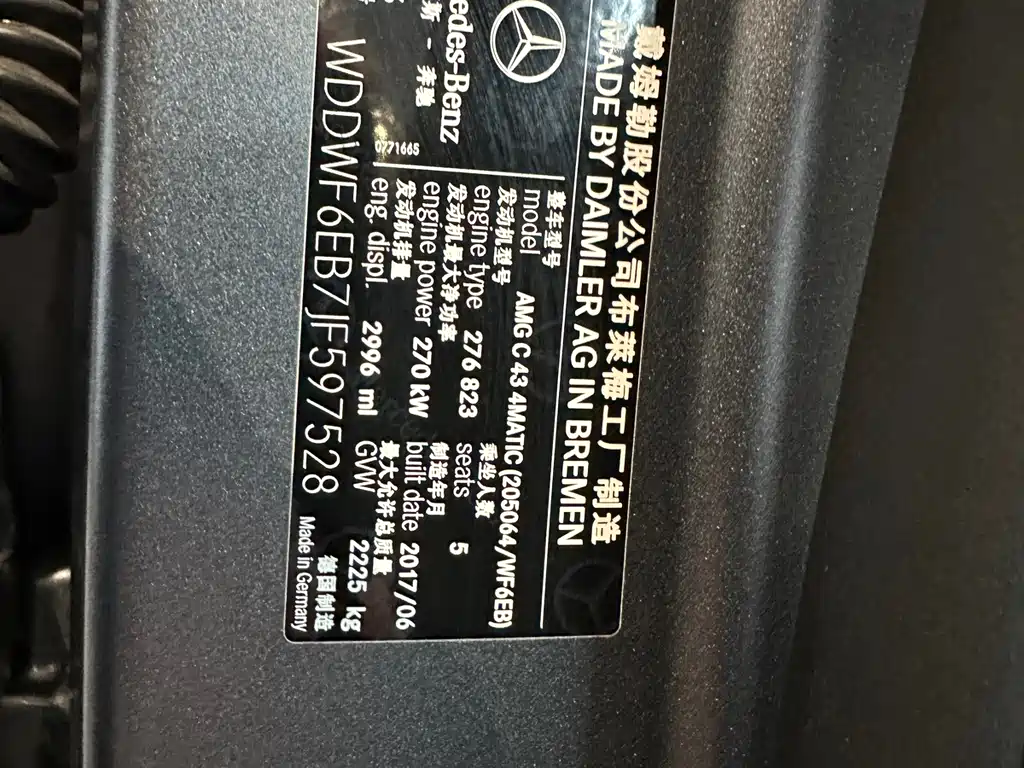 戴姆勒股份公司布莱梅工厂制造
MADE BY DAIMLER AG IN BREMEN
整车型号
model AMG C 43 4MATIC (205064/WF6EB)
发动机型号 乘坐人数
engine type 276 823 seats 5
发动机最大净功率 制造年月
engine power 270 kW built date 2017/06
发动机排量 最大允许总质量
eng. displ. 2996 ml GVW 2225 kg
edes-Benz
斯 - 奔驰
0771665
WDDWF6EB7JF597528
德国制造
Made in Germany